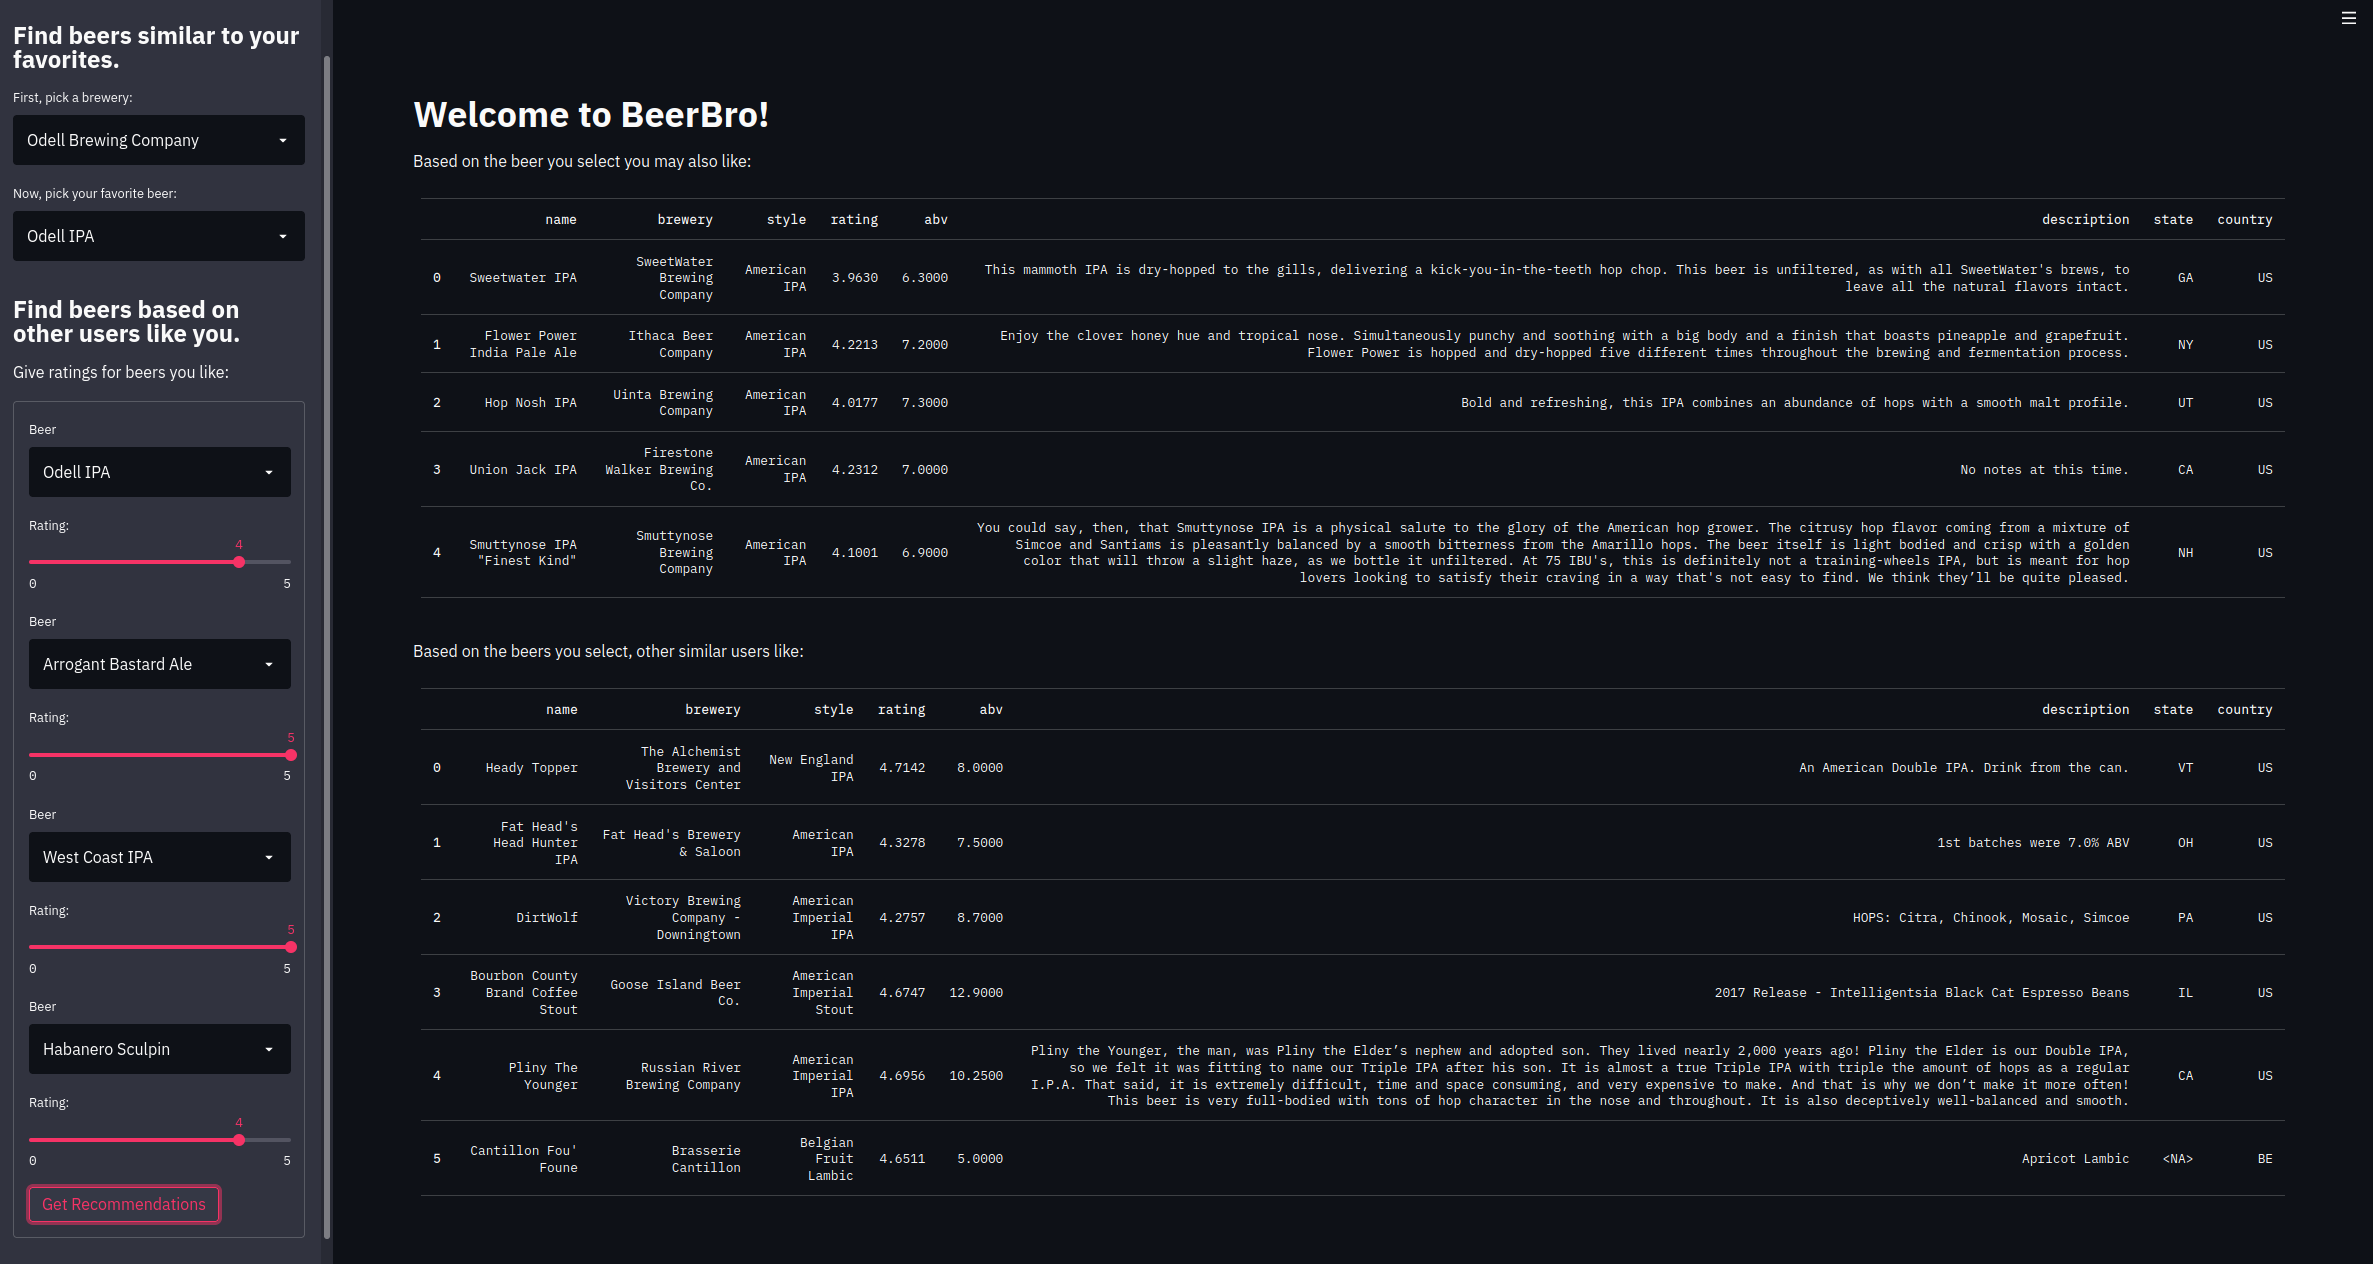 Find beers similar to your
favorites.
First, pick a brewery:
Odell Brewing Company
Now, pick your favorite beer:
Odell IPA
Find beers based on
other users like you.
Give ratings for beers you like:
Beer
Odell IPA
Rating:
4
0 5
Beer
Arrogant Bastard Ale
Rating:
5
0 5
Beer
West Coast IPA
Rating:
5
0 5
Beer
Habanero Sculpin
Rating:
4
0 5
Get Recommendations
Welcome to BeerBro!
Based on the beer you select you may also like:
name brewery style rating abv description state country
0 Sweetwater IPA
SweetWater
Brewing
Company
American
IPA
3.9630 6.3000
This mammoth IPA is dry-hopped to the gills, delivering a kick-you-in-the-teeth hop chop. This beer is unfiltered, as with all SweetWater's brews, to
leave all the natural flavors intact.
GA US
1
Flower Power
India Pale Ale
Ithaca Beer
Company
American
IPA
4.2213 7.2000
Enjoy the clover honey hue and tropical nose. Simultaneously punchy and soothing with a big body and a finish that boasts pineapple and grapefruit.
Flower Power is hopped and dry-hopped five different times throughout the brewing and fermentation process.
NY US
2 Hop Nosh IPA
Uinta Brewing
Company
American
IPA
4.0177 7.3000
Bold and refreshing, this IPA combines an abundance of hops with a smooth malt profile.
UT US
3 Union Jack IPA
Firestone
Walker Brewing
Co.
American
IPA
4.2312 7.0000
No notes at this time.
CA US
4
Smuttynose IPA
"Finest Kind"
Smuttynose
Brewing
Company
American
IPA
4.1001 6.9000
You could say, then, that Smuttynose IPA is a physical salute to the glory of the American hop grower. The citrusy hop flavor coming from a mixture of
Simcoe and Santiams is pleasantly balanced by a smooth bitterness from the Amarillo hops. The beer itself is light bodied and crisp with a golden
color that will throw a slight haze, as we bottle it unfiltered. At 75 IBU's, this is definitely not a training-wheels IPA, but is meant for hop
lovers looking to satisfy their craving in a way that's not easy to find. We think they’ll be quite pleased.
NH US
Based on the beers you select, other similar users like:
name brewery style rating abv description state country
0 Heady Topper
The Alchemist
Brewery and
Visitors Center
New England
IPA
4.7142 8.0000
An American Double IPA. Drink from the can.
VT US
1
Fat Head's
Head Hunter
IPA
Fat Head's Brewery
& Saloon
American
IPA
4.3278 7.5000
1st batches were 7.0% ABV
OH US
2 DirtWolf
Victory Brewing
Company -
Downingtown
American
Imperial
IPA
4.2757 8.7000
HOPS: Citra, Chinook, Mosaic, Simcoe
PA US
3
Bourbon County
Brand Coffee
Stout
Goose Island Beer
Co.
American
Imperial
Stout
4.6747 12.9000
2017 Release - Intelligentsia Black Cat Espresso Beans
IL US
4
Pliny The
Younger
Russian River
Brewing Company
American
Imperial
IPA
4.6956 10.2500
Pliny the Younger, the man, was Pliny the Elder’s nephew and adopted son. They lived nearly 2,000 years ago! Pliny the Elder is our Double IPA,
so we felt it was fitting to name our Triple IPA after his son. It is almost a true Triple IPA with triple the amount of hops as a regular
I.P.A. That said, it is extremely difficult, time and space consuming, and very expensive to make. And that is why we don’t make it more often!
This beer is very full-bodied with tons of hop character in the nose and throughout. It is also deceptively well-balanced and smooth.
CA US
5
Cantillon Fou'
Foune
Brasserie
Cantillon
Belgian
Fruit
Lambic
4.6511 5.0000
Apricot Lambic
<NA> BE